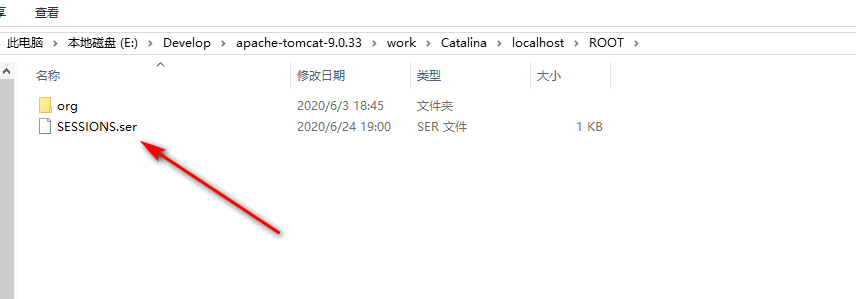 享 查看
此电脑 > 本地磁盘 (E:) > Develop > apache-tomcat-9.0.33 > work > Catalina > localhost > ROOT >
名称 修改日期 类型 大小
org 2020/6/3 18:45 文件夹
SESSIONS.ser 2020/6/24 19:00 SER 文件 1 KB